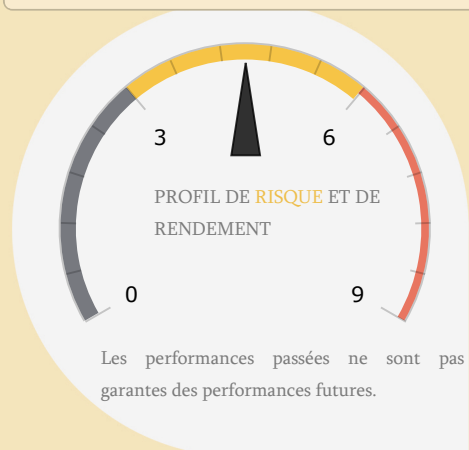 3 6
PROFIL DE RISQUE ET DE
RENDEMENT
0 9
Les performances passées ne sont pas
garantes des performances futures.